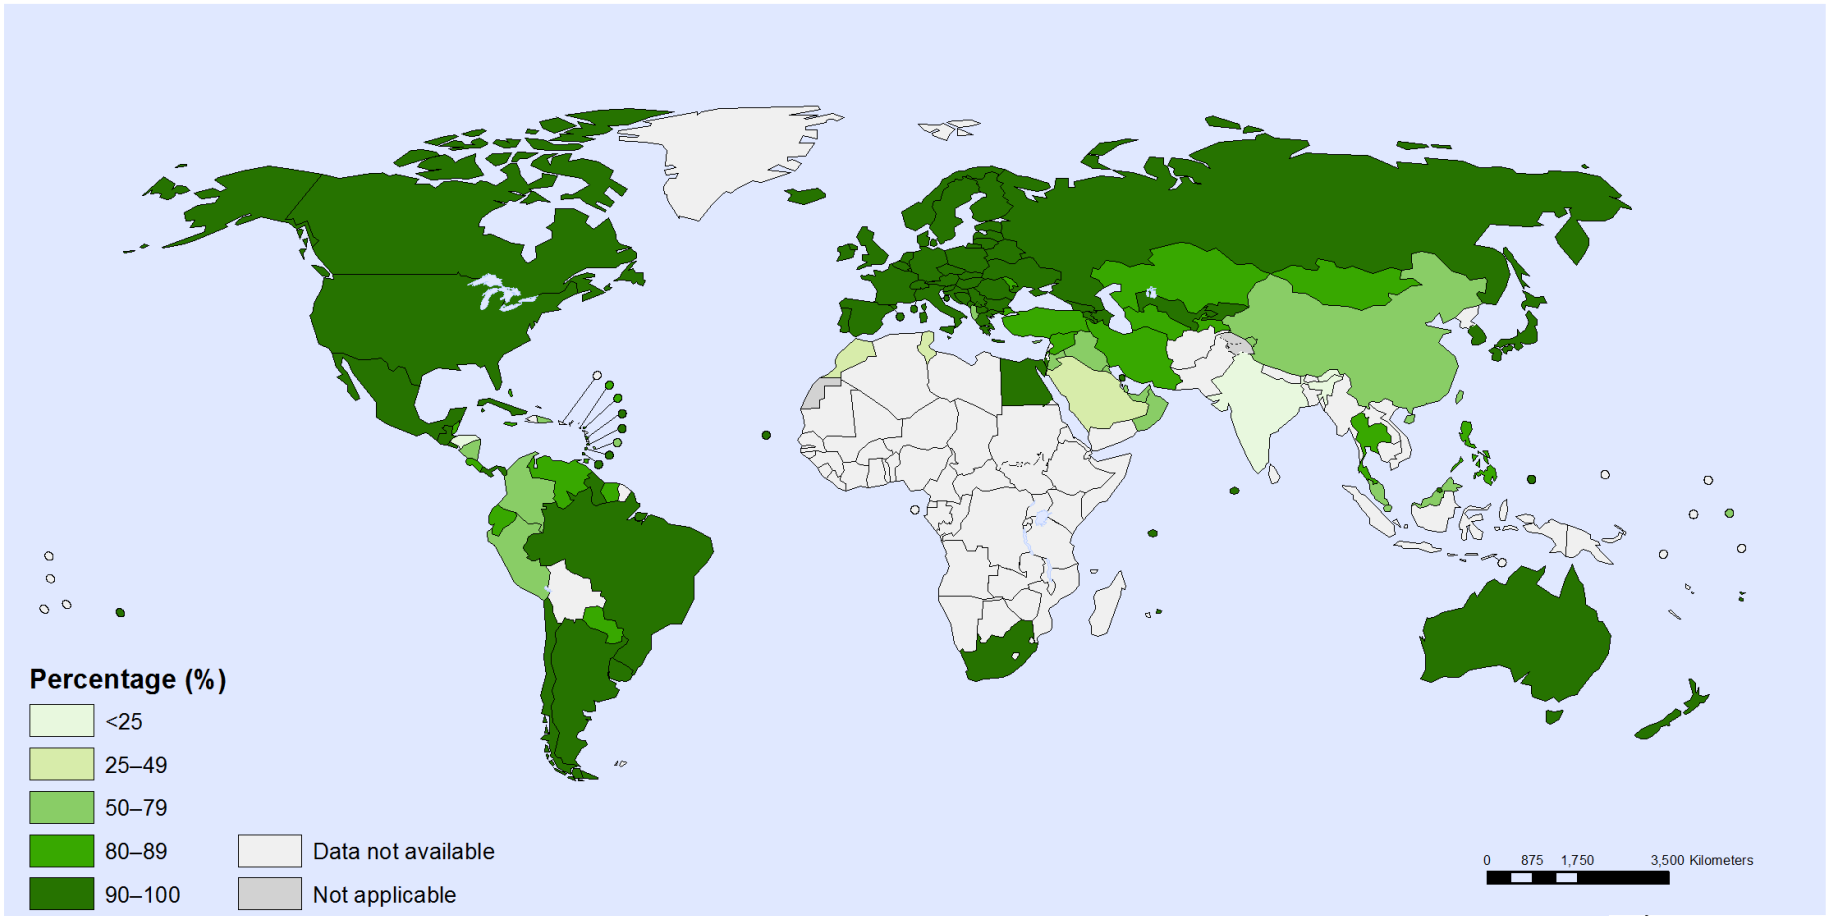 Percentage (%)
<25
25–49
50–79
80–89
90–100
Data not available
Not applicable
0 875 1,750 3,500 Kilometers